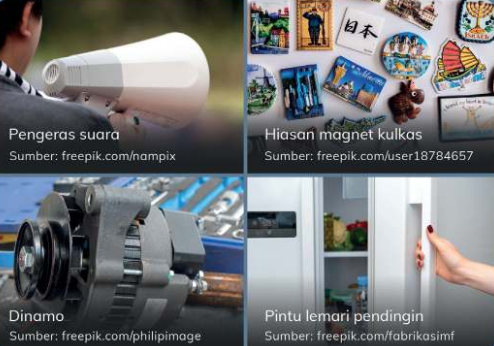 Pengeras suara
Sumber: freepik.com/nampix
日本
Hiasan magnet kulkas
Sumber: freepik.com/user18784657
Dinamo
Sumber: freepik.com/philipimage
Pintu lemari pendingin
Sumber: freepik.com/fabrikasimf